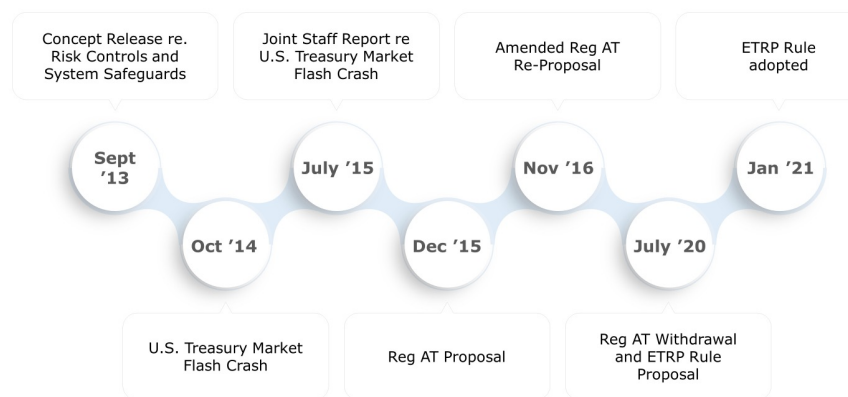 Concept Release re.
Risk Controls and
System Safeguards
Joint Staff Report re
U.S. Treasury Market
Flash Crash
Amended Reg AT
Re-Proposal
ETRP Rule
adopted
Sept
’13
July ’15
Nov ’16
Jan ’21
Oct ’14
Dec ’15
July ’20
U.S. Treasury Market
Flash Crash
Reg AT Proposal
Reg AT Withdrawal
and ETRP Rule
Proposal